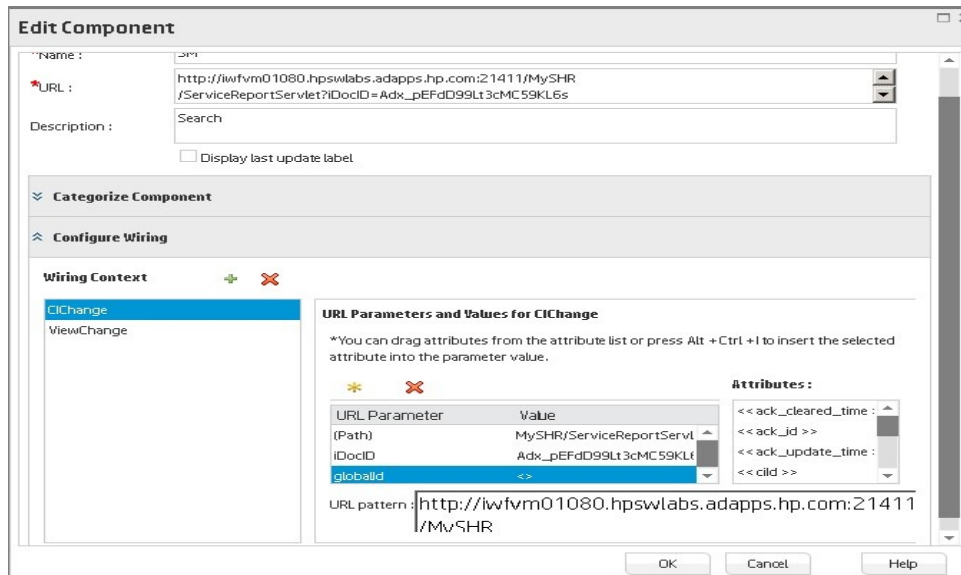 Edit Component
*Name :
SM
*URL :
http://iwfvm01080.hpswlabs.adapps.hp.com:21411/MySHR
/ServiceReportServlet?iDocID=Adx_pEFdD99Lt3cMC59KL6s
Description :
Search
Display last update label
Categorize Component
Configure Wiring
Wiring Context
CIChange
ViewChange
URL Parameters and Values for CIChange
*You can drag attributes from the attribute list or press Alt +Ctrl +I to insert the selected
attribute into the parameter value.
Attributes :
URL Parameter Value
(Path) MySHR/ServiceReportServl
iDocID Adx_pEFdD99Lt3cMC59KL6
globalId <>
<< ack_cleared_time :
<< ack_id >>
<< ack_update_time :
<< ciId >>
URL pattern :
http://iwfvm01080.hpswlabs.adapps.hp.com:21411
/MySHR
OK Cancel Help